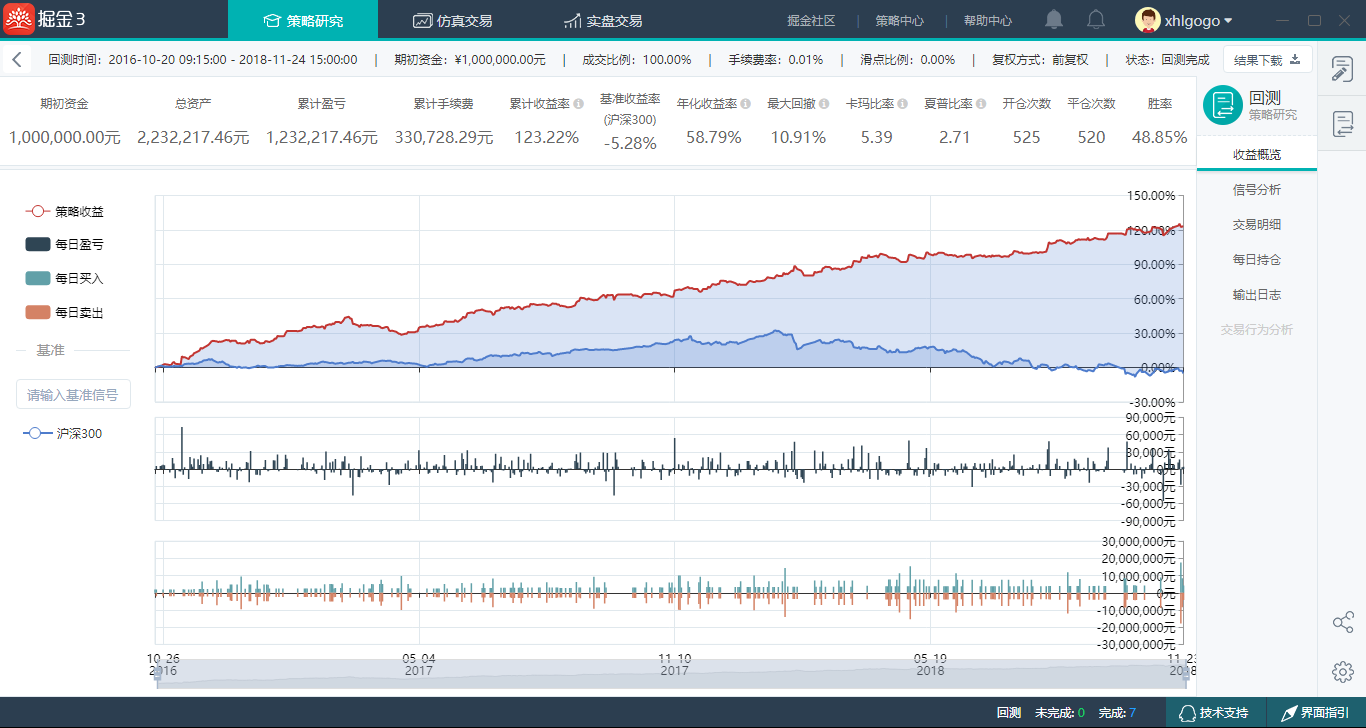 掘金3 策略研究 仿真交易 实盘交易 掘金社区 策略中心 帮助中心 xhlgogo
回测时间: 2016-10-20 09:15:00 - 2018-11-24 15:00:00 期初资金: ¥1,000,000.00元 成交比例: 100.00% 手续费率: 0.01% 滑点比例: 0.00% 复权方式: 前复权 状态: 回测完成 结果下载
期初资金 总资产 累计盈亏 累计手续费 累计收益率 基准收益率(沪深300) 年化收益率 最大回撤 卡玛比率 夏普比率 开仓次数 平仓次数 胜率
1,000,000.00元 2,232,217.46元 1,232,217.46元 330,728.29元 123.22% -5.28% 58.79% 10.91% 5.39 2.71 525 520 48.85%
回测
策略研究
收益概览
信号分析
交易明细
每日持仓
输出日志
交易行为分析
策略收益
每日盈亏
每日买入
每日卖出
基准
请输入基准信号
沪深300
150.00%
120.00%
90.00%
60.00%
30.00%
0.00%
-30.00%
90,000元
60,000元
30,000元
0元
-30,000元
-60,000元
-90,000元
30,000,000元
20,000,000元
10,000,000元
0元
-10,000,000元
-20,000,000元
-30,000,000元
10-26 05-04 11-10 05-19 11-23
2016 2017 2017 2018 2018
回测 未完成: 0 完成: 7 技术支持 界面指引